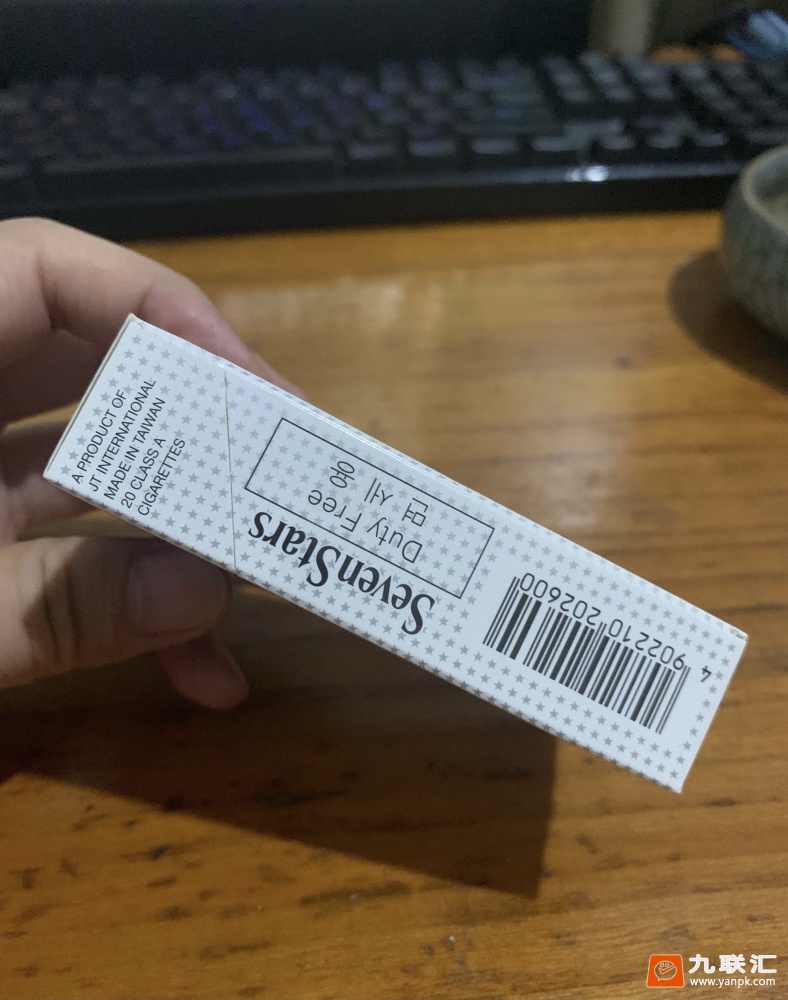 A PRODUCT OF
JT INTERNATIONAL
MADE IN TAIWAN
20 CLASS A
CIGARETTES
SevenStars
Duty Free
면 세 용
4 902210 202600
九联汇
www.yanpk.com